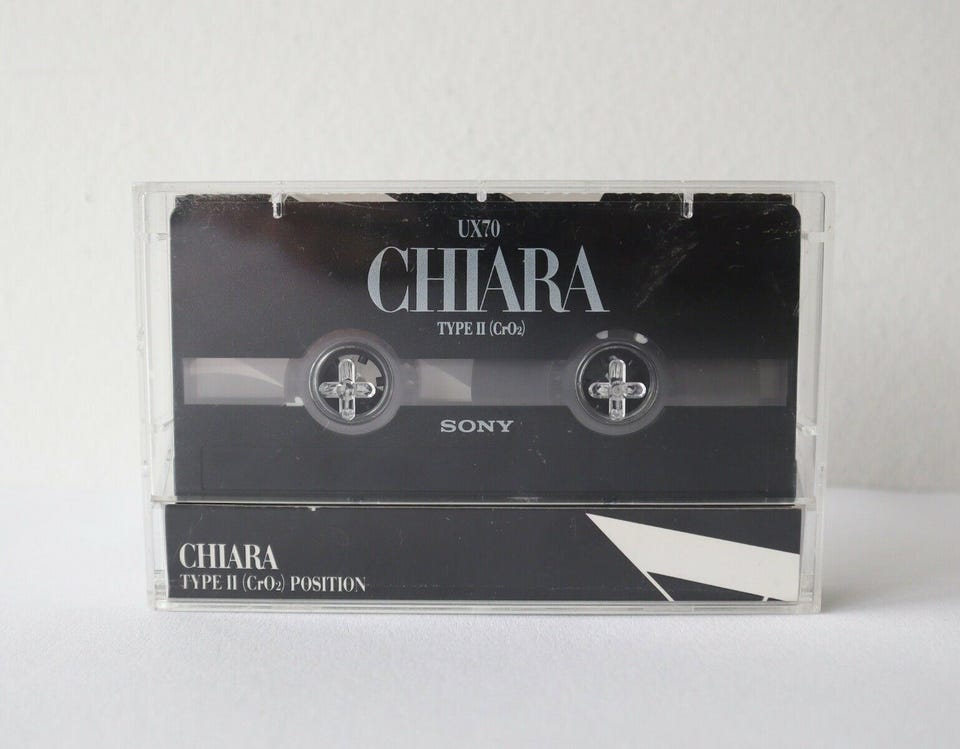 UX70
CHIARA
TYPE II (CrO₂)
SONY
CHIARA
TYPE II (CrO₂) POSITION